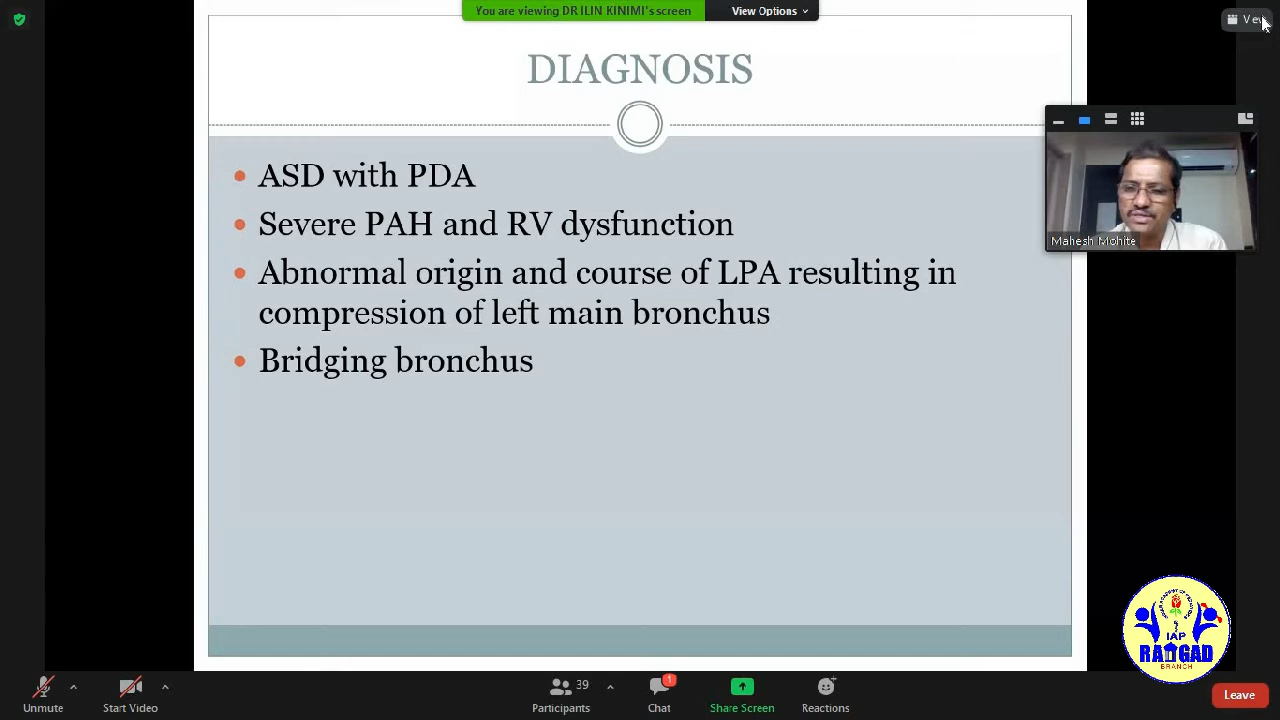 You are viewing DR ILIN KINIMI's screen
View Options
DIAGNOSIS
Mahesh Mohite
ASD with PDA
Severe PAH and RV dysfunction
Abnormal origin and course of LPA resulting in
compression of left main bronchus
Bridging bronchus
IAP
RAIGAD
BRANCH
Unmute
Start Video
39
Participants
1
Chat
Share Screen
Reactions
Leave